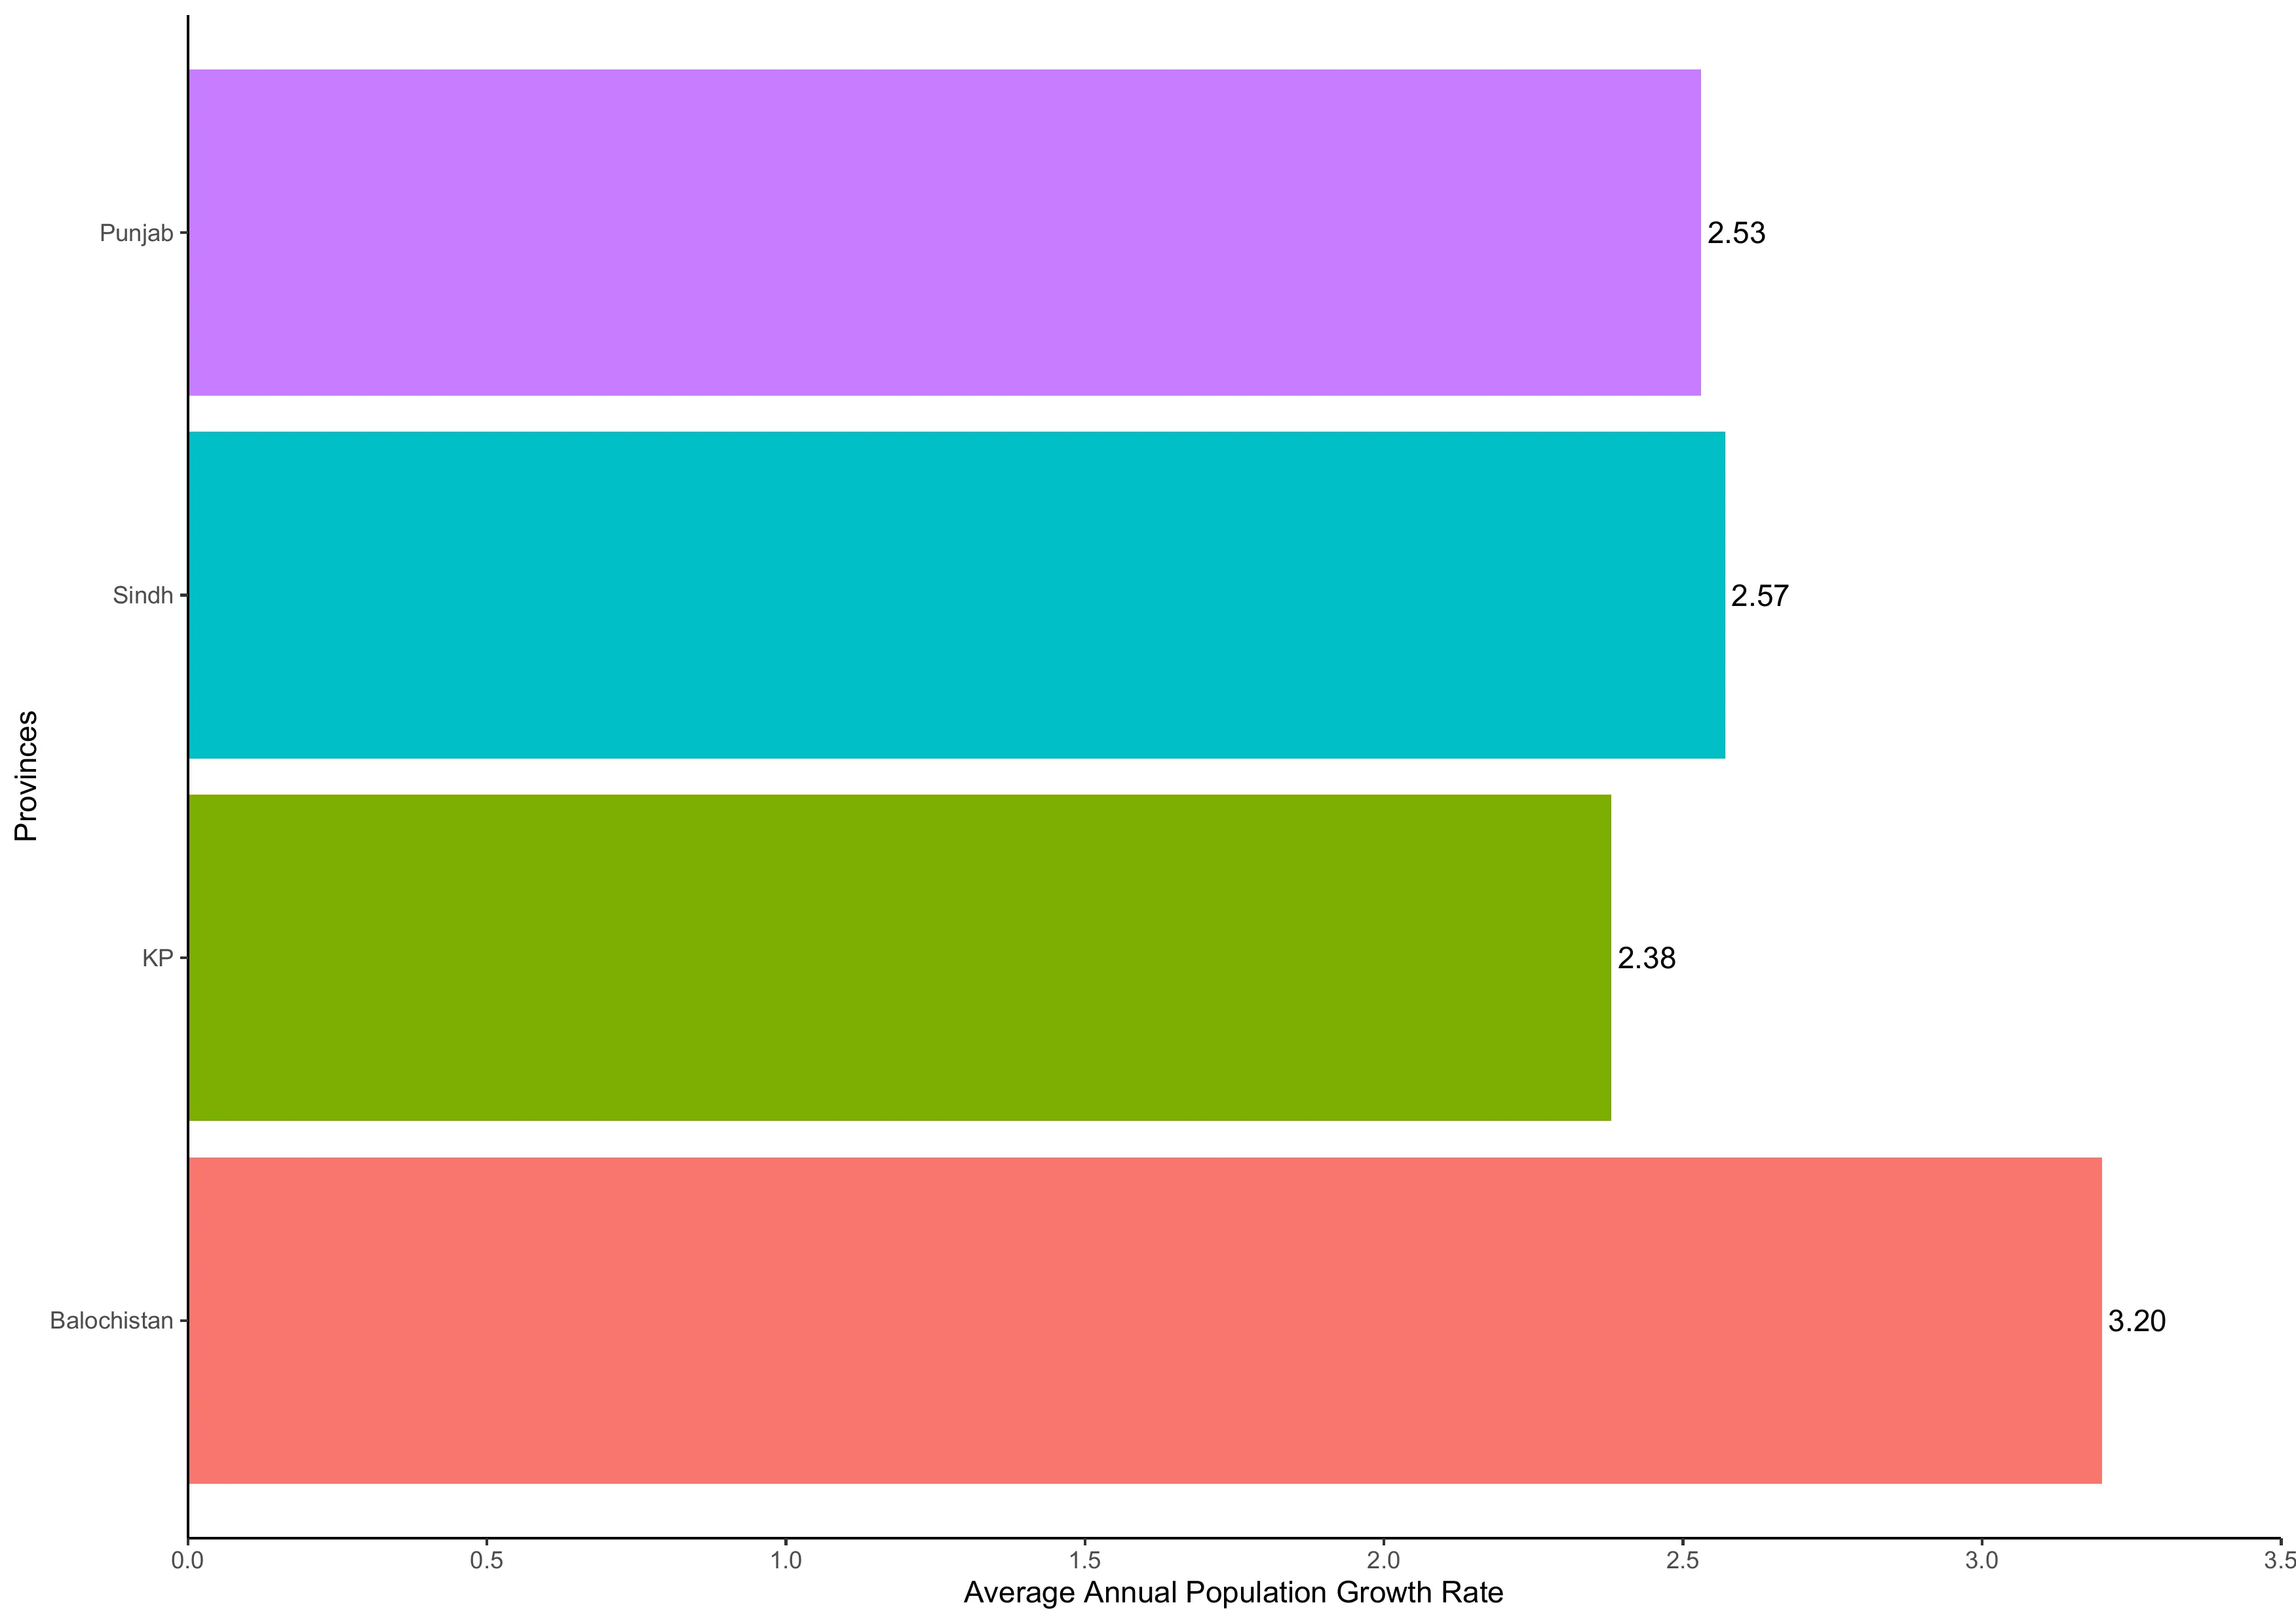 Provinces
Punjab
2.53
Sindh
2.57
KP
2.38
Balochistan
3.20
0.0 0.5 1.0 1.5 2.0 2.5 3.0 3.5
Average Annual Population Growth Rate